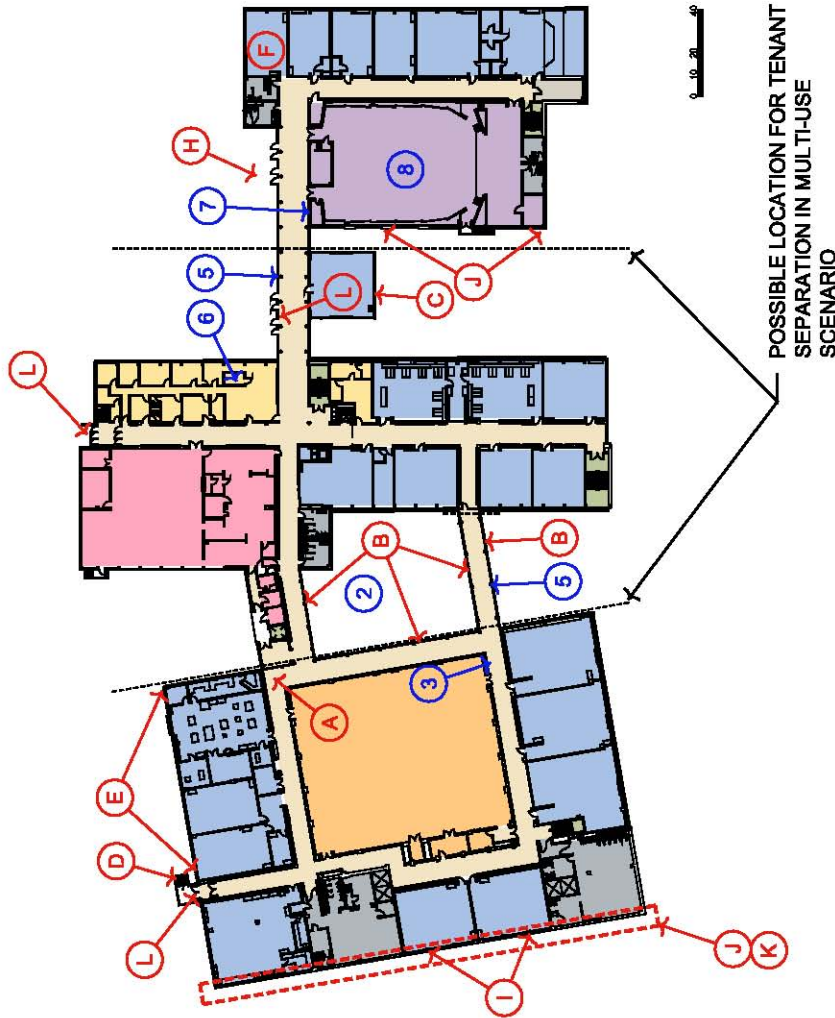 F
H
7
8
5
L
J
C
6
L
B
B
2
5
3
A
E
D
L
I
J
K
0 10 20 40
POSSIBLE LOCATION FOR TENANT
SEPARATION IN MULTI-USE
SCENARIO